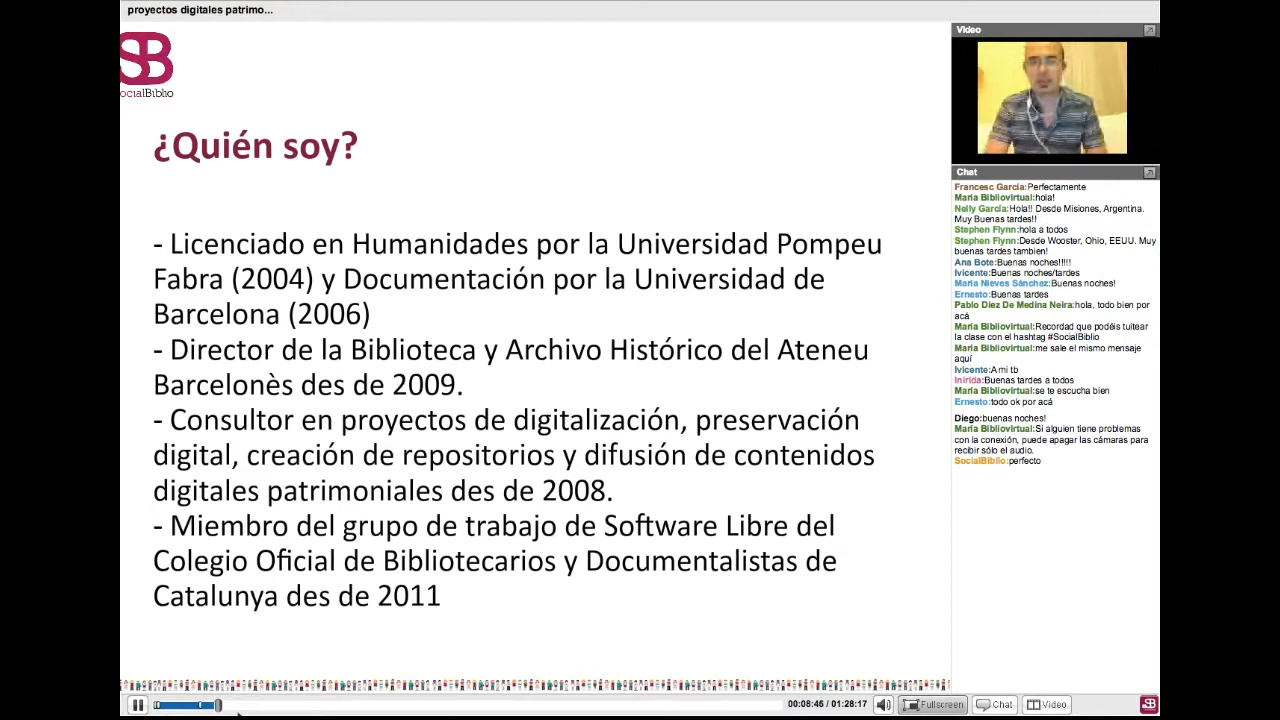 proyectos digitales patrimo...
SB
ocialBiblio
¿Quién soy?
- Licenciado en Humanidades por la Universidad Pompeu
Fabra (2004) y Documentación por la Universidad de
Barcelona (2006)
- Director de la Biblioteca y Archivo Histórico del Ateneu
Barcelonès des de 2009.
- Consultor en proyectos de digitalización, preservación
digital, creación de repositorios y difusión de contenidos
digitales patrimoniales des de 2008.
- Miembro del grupo de trabajo de Software Libre del
Colegio Oficial de Bibliotecarios y Documentalistas de
Catalunya des de 2011
Video
Chat
Francesc García:Perfectamente
María Bibliovirtual:hola!
Nelly García:Hola!! Desde Misiones, Argentina.
Muy Buenas tardes!!
Stephen Flynn:hola a todos
Stephen Flynn:Desde Wooster, Ohio, EEUU. Muy
buenas tardes tambien!
Ana Bote:Buenas noches!!!!!
lvicente:Buenas noches/tardes
María Nieves Sánchez:Buenas noches!
Ernesto:Buenas tardes
Pablo Diez De Medina Neira:hola, todo bien por
acá
María Bibliovirtual:Recordad que podéis tuitear
la clase con el hashtag #SocialBiblio
María Bibliovirtual:me sale el mismo mensaje
aquí
lvicente:A mi tb
Inirida:Buenas tardes a todos
María Bibliovirtual:se te escucha bien
Ernesto:todo ok por acá
Diego:buenas noches!
María Bibliovirtual:Si alguien tiene problemas
con la conexión, puede apagar las cámaras para
recibir sólo el audio.
SocialBiblio:perfecto
00:08:46 / 01:28:17
Fullscreen
Chat
Video
SB